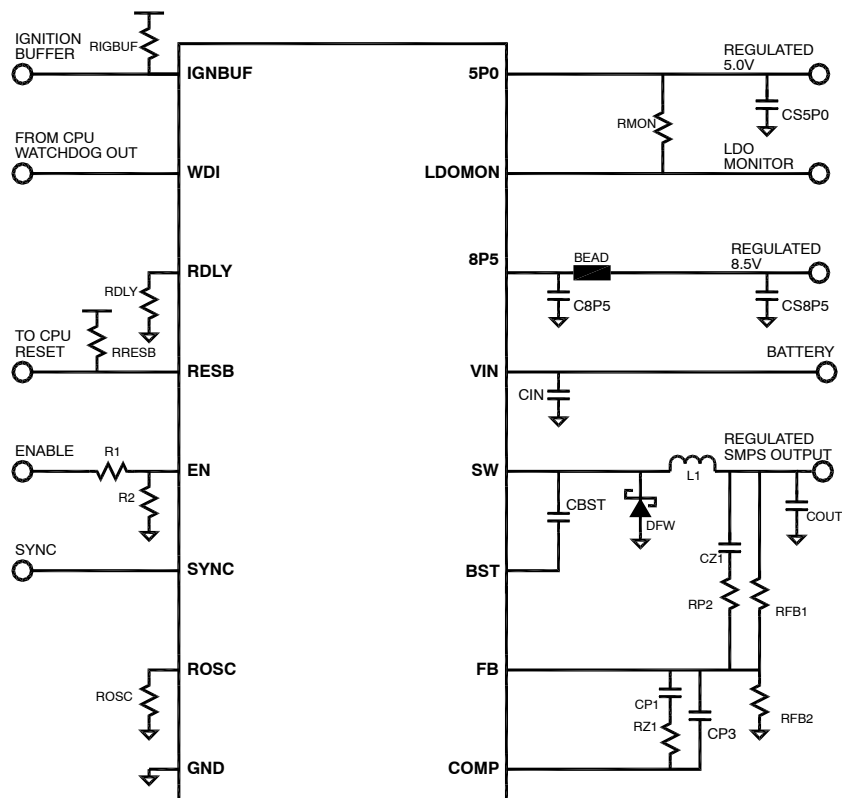 IGNITION
BUFFER
RIGBUF
IGNBUF
5P0
REGULATED
5.0V
CS5P0
RMON
FROM CPU
WATCHDOG OUT
WDI
LDOMON
LDO
MONITOR
RDLY
RDLY
8P5
BEAD
C8P5
REGULATED
8.5V
CS8P5
TO CPU
RESET
RRESB
RESB
VIN
CIN
BATTERY
ENABLE
R1
R2
EN
SW
CBST
DFW
L1
REGULATED
SMPS OUTPUT
COUT
SYNC
SYNC
BST
CZ1
RP2
RFB1
ROSC
ROSC
FB
CP1
RZ1
CP3
RFB2
GND
COMP